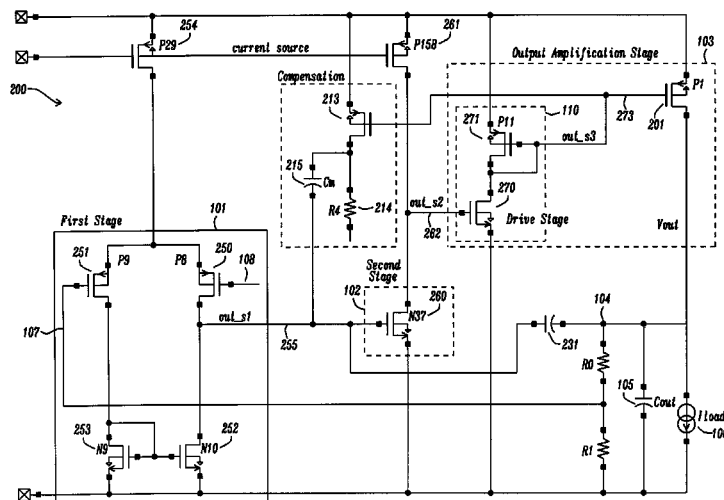 254
261
P29
P15B
current source
Output Amplification Stage
103
P1
200
Compensation
213
110
271
P11
out_s3
273
201
215
Cm
R4
214
out_s2
262
270
Drive Stage
Vout
First Stage
101
251
250
P9
P8
108
Second
Stage
102
N37
260
104
107
out_s1
255
231
R0
105
Cout
Iload
253
N9
N10
252
R1